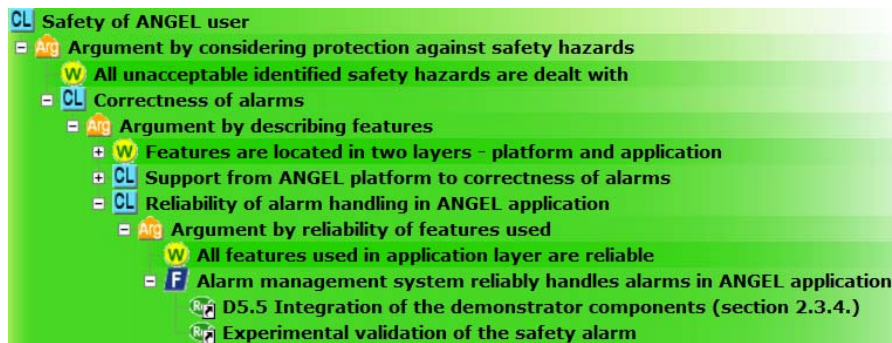 CL Safety of ANGEL user
Arg Argument by considering protection against safety hazards
W All unacceptable identified safety hazards are dealt with
CL Correctness of alarms
Arg Argument by describing features
W Features are located in two layers - platform and application
CL Support from ANGEL platform to correctness of alarms
CL Reliability of alarm handling in ANGEL application
Arg Argument by reliability of features used
W All features used in application layer are reliable
F Alarm management system reliably handles alarms in ANGEL application
D5.5 Integration of the demonstrator components (section 2.3.4.)
Experimental validation of the safety alarm